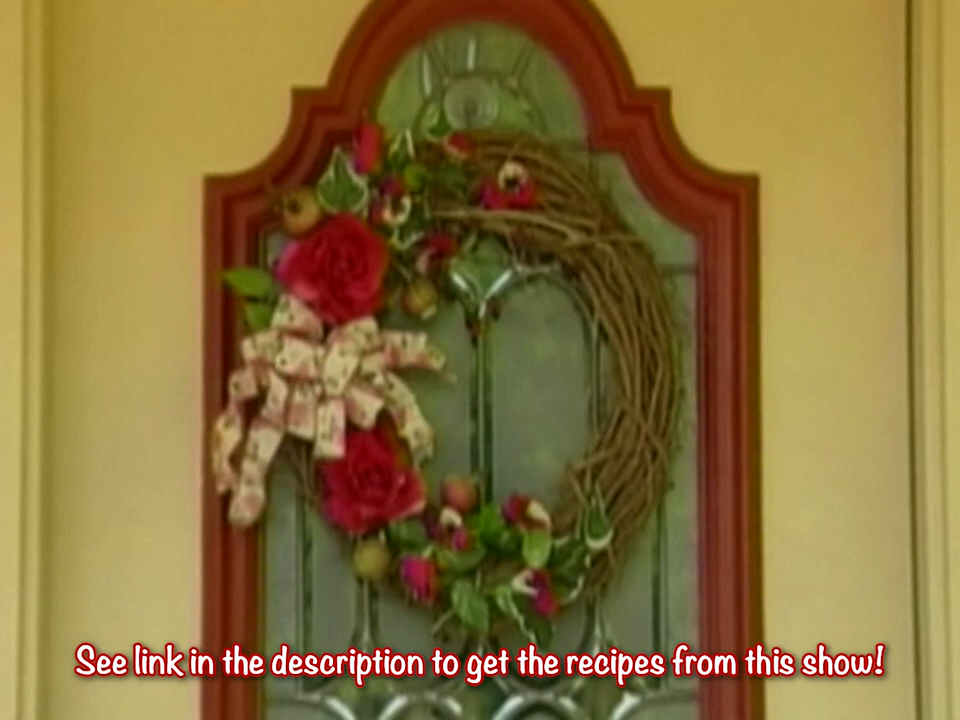 See link in the description to get the recipes from this show!